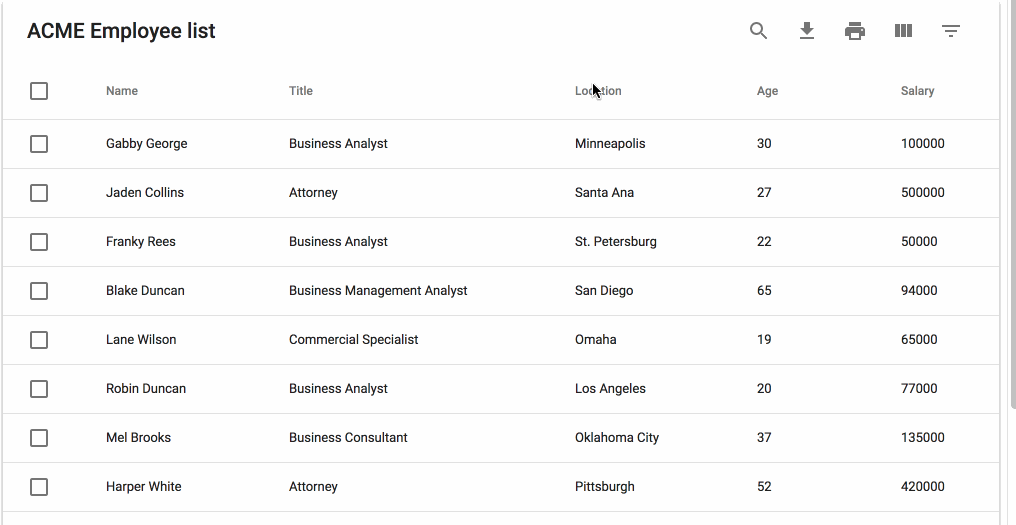 ACME Employee list
Name Title Location Age Salary
Gabby George Business Analyst Minneapolis 30 100000
Jaden Collins Attorney Santa Ana 27 500000
Franky Rees Business Analyst St. Petersburg 22 50000
Blake Duncan Business Management Analyst San Diego 65 94000
Lane Wilson Commercial Specialist Omaha 19 65000
Robin Duncan Business Analyst Los Angeles 20 77000
Mel Brooks Business Consultant Oklahoma City 37 135000
Harper White Attorney Pittsburgh 52 420000